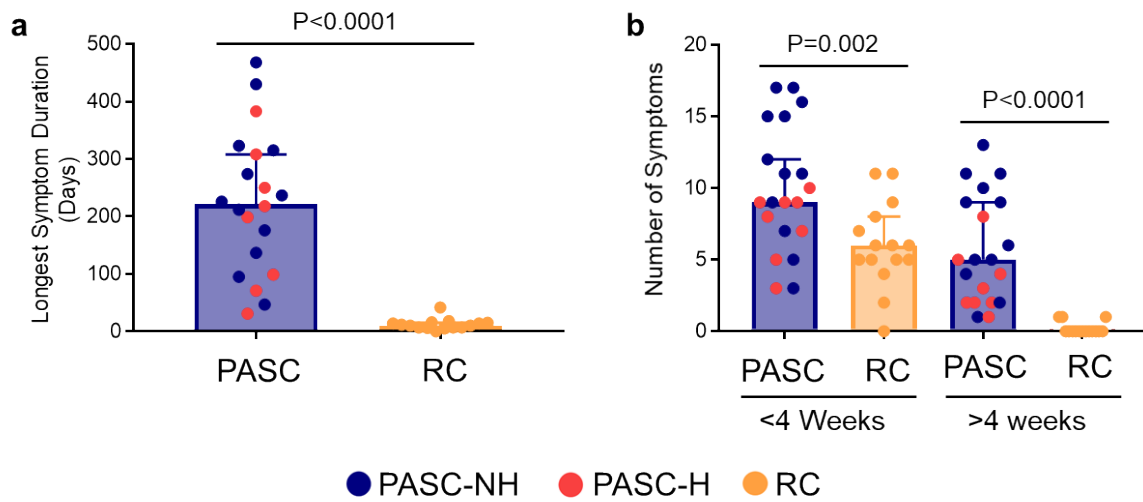 a
P<0.0001
Longest Symptom Duration
(Days)
500
400
300
200
100
0
PASC
RC
b
P=0.002
P<0.0001
Number of Symptoms
20
15
10
5
0
PASC
RC
PASC
RC
<4 Weeks
>4 weeks
PASC-NH
PASC-H
RC